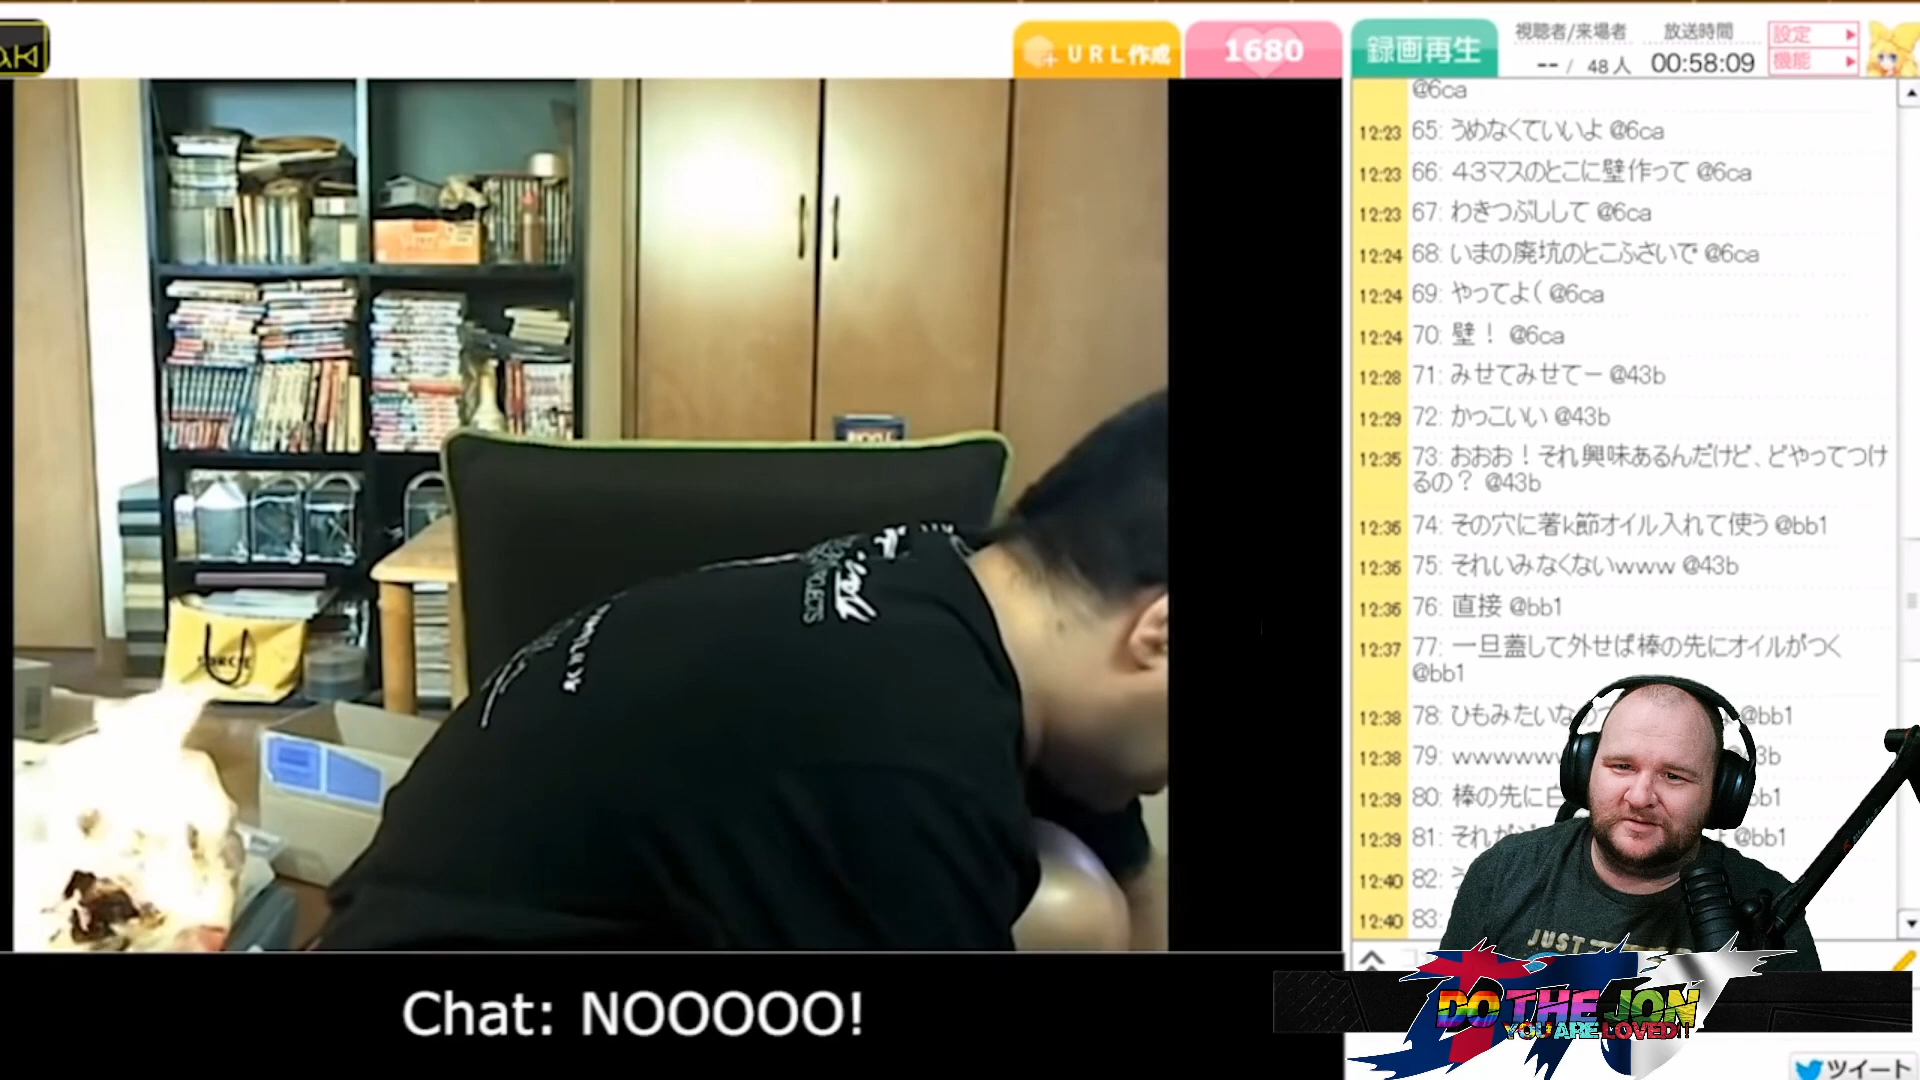 URL作成
1680
録画再生
視聴者/来場者
放送時間
-- / 48人
00:58:09
設定
機能
@6ca
12:23 65: うめなくていいよ @6ca
12:23 66: 43マスのとこに壁作って @6ca
12:23 67: わきつぶしして @6ca
12:24 68: いまの廃坑のとこふさいで @6ca
12:24 69: やってよ( @6ca
12:24 70: 壁! @6ca
12:28 71: みせてみせてー @43b
12:29 72: かっこいい @43b
12:35 73: おおお!それ興味あるんだけど、どやってつけ
るの? @43b
12:36 74: その穴に着k節オイル入れて使う @bb1
12:36 75: それいみなくないwww @43b
12:36 76: 直接 @bb1
12:37 77: 一旦蓋して外せば棒の先にオイルがつく
@bb1
12:38 78: ひもみたいな @bb1
12:38 79: wwwwww
12:39 80: 棒の先に
12:39 81: それが @bb1
12:40 82:
12:40 83:
JUST
Chat: NOOOOO!
DO THE JON
YOU ARE LOVED!!
ツイート